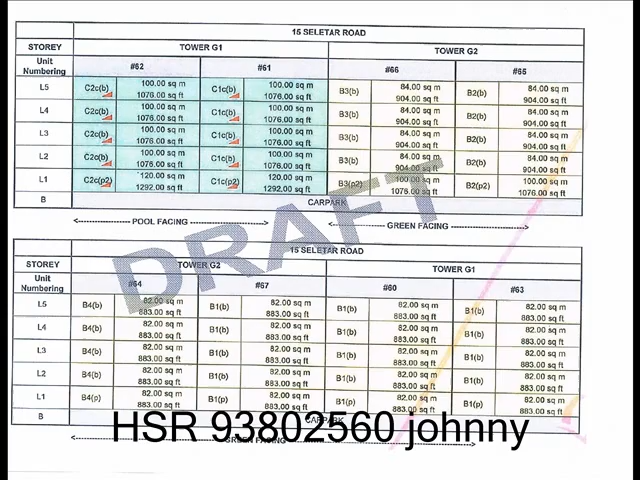 15 SELETAR ROAD
STOREY TOWER G1 TOWER G2
Unit Numbering #62 #61 #66 #65
L5 C2c(b) 100.00 sq m 1076.00 sq ft C1c(b) 100.00 sq m 1076.00 sq ft B3(b) 84.00 sq m 904.00 sq ft B2(b) 84.00 sq m 904.00 sq ft
L4 C2c(b) 100.00 sq m 1076.00 sq ft C1c(b) 100.00 sq m 1076.00 sq ft B3(b) 84.00 sq m 904.00 sq ft B2(b) 84.00 sq m 904.00 sq ft
L3 C2c(b) 100.00 sq m 1076.00 sq ft C1c(b) 100.00 sq m 1076.00 sq ft B3(b) 84.00 sq m 904.00 sq ft B2(b) 84.00 sq m 904.00 sq ft
L2 C2c(b) 100.00 sq m 1076.00 sq ft C1c(b) 100.00 sq m 1076.00 sq ft B3(b) 84.00 sq m 904.00 sq ft B2(b) 84.00 sq m 904.00 sq ft
L1 C2c(p2) 120.00 sq m 1292.00 sq ft C1c(p2) 120.00 sq m 1292.00 sq ft B3(p2) 100.00 sq m 1076.00 sq ft B2(p2) 100.00 sq m 1076.00 sq ft
B CARPARK
POOL FACING GREEN FACING
DRAFT
15 SELETAR ROAD
STOREY TOWER G2 TOWER G1
Unit Numbering #64 #67 #60 #63
L5 B4(b) 82.00 sq m 883.00 sq ft B1(b) 82.00 sq m 883.00 sq ft B1(b) 82.00 sq m 883.00 sq ft B1(b) 82.00 sq m 883.00 sq ft
L4 B4(b) 82.00 sq m 883.00 sq ft B1(b) 82.00 sq m 883.00 sq ft B1(b) 82.00 sq m 883.00 sq ft B1(b) 82.00 sq m 883.00 sq ft
L3 B4(b) 82.00 sq m 883.00 sq ft B1(b) 82.00 sq m 883.00 sq ft B1(b) 82.00 sq m 883.00 sq ft B1(b) 82.00 sq m 883.00 sq ft
L2 B4(b) 82.00 sq m 883.00 sq ft B1(b) 82.00 sq m 883.00 sq ft B1(b) 82.00 sq m 883.00 sq ft B1(b) 82.00 sq m 883.00 sq ft
L1 B4(p) 82.00 sq m 883.00 sq ft B1(p) 82.00 sq m 883.00 sq ft B1(p) 82.00 sq m 883.00 sq ft B1(p) 82.00 sq m 883.00 sq ft
B CARPARK
HSR 93802560 johnny
GREEN FACING